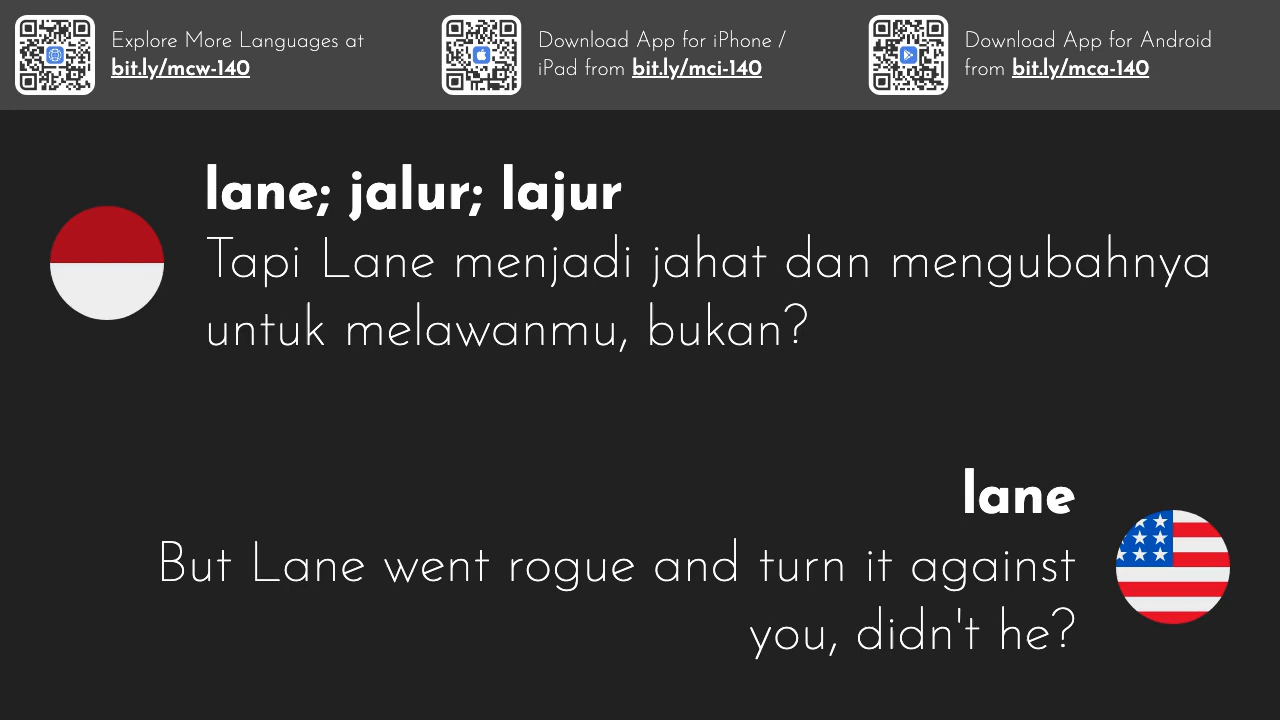 Explore More Languages at
bit.ly/mcw-140
Download App for iPhone /
iPad from bit.ly/mci-140
Download App for Android
from bit.ly/mca-140
lane; jalur; lajur
Tapi Lane menjadi jahat dan mengubahnya
untuk melawanmu, bukan?
lane
But Lane went rogue and turn it against
you, didn't he?